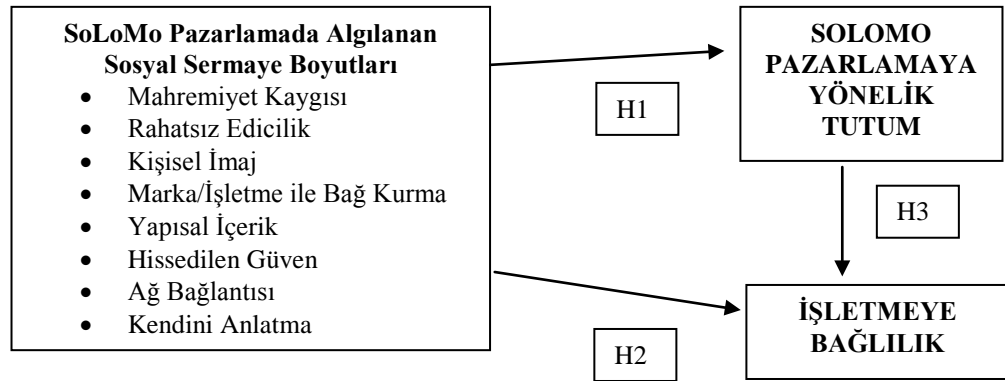 SoLoMo Pazarlamada Algılanan
Sosyal Sermaye Boyutları
• Mahremiyet Kaygısı
• Rahatsız Edicilik
• Kişisel İmaj
• Marka/İşletme ile Bağ Kurma
• Yapısal İçerik
• Hissedilen Güven
• Ağ Bağlantısı
• Kendini Anlatma
H1
SOLOMO
PAZARLAMAYA
YÖNELİK
TUTUM
H3
H2
İŞLETMEYE
BAĞLILIK